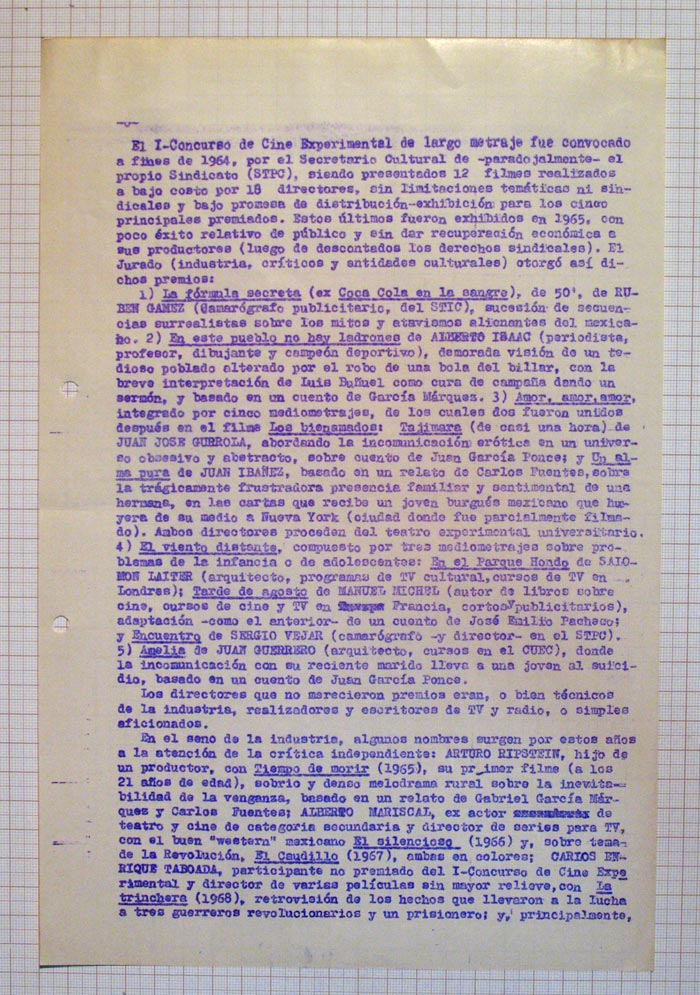 El I-Concurso de Cine Experimental de largo metraje fue convocado
a fines de 1964, por el Secretario Cultural de -paradojalmente- el
propio Sindicato (STPC), siendo presentados 12 filmes realizados
a bajo costo por 18 directores, sin limitaciones temáticas ni sin-
dicales y bajo promesa de distribución-exhibición para los cinco
principales premiados. Estos últimos fueron exhibidos en 1965, con
poco éxito relativo de público y sin dar recuperación económica a
sus productores (luego de descontados los derechos sindicales). El
Jurado (industria, críticos y entidades culturales) otorgó así di-
chos premios:
1) La fórmula secreta (ex Coca Cola en la sangre), de 50', de RU-
BEN GAMEZ (Camarógrafo publicitario, del STIC), sucesión de secuen-
cias surrealistas sobre los mitos y atavismos alienantes del mexica-
no. 2) En este pueblo no hay ladrones de ALBERTO ISAAC (periodista,
profesor, dibujante y campeón deportivo), demorada visión de un te-
dioso poblado alterado por el robo de una bola del billar, con la
breve interpretación de Luis Buñuel como cura de campaña dando un
sermón, y basado en un cuento de García Márquez. 3) Amor, amor,amor,
integrado por cinco mediometrajes, de los cuales dos fueron unidos
después en el filme Los bienamados: Tajimara (de casi una hora) de
JUAN JOSE GURROLA, abordando la incomunicación erótica en un univer-
so obsesivo y abstracto, sobre cuento de Juan García Ponce; y Un al-
ma pura de JUAN IBAÑEZ, basado en un relato de Carlos Fuentes,sobre
la trágicamente frustradora presencia familiar y sentimental de una
hermana, en las cartas que recibe un joven burgués mexicano que hu-
yera de su medio a Nueva York (ciudad donde fue parcialmente filma-
do). Ambos directores proceden del teatro experimental universitario.
4) El viento distante, compuesto por tres mediometrajes sobre pro-
blemas de la infancia o de adolescentes: En el Parque Hondo de SALO-
MON LAITER (arquitecto, programas de TV cultural,cursos de TV en
Londres); Tarde de agosto de MANUEL MICHEL (autor de libros sobre
cine, cursos de cine y TV en Francia, cortos publicitarios),
adaptación -como el anterior- de un cuento de José Emilio Pacheco;
y Encuentro de SERGIO VEJAR (camarógrafo -y director- en el STPC).
5) Amelia de JUAN GUERRERO (arquitecto, cursos en el CUEC), donde
la incomunicación con su reciente marido lleva a una joven al suici-
dio, basado en un cuento de Juan García Ponce.
Los directores que no merecieron premios eran, o bien técnicos
de la industria, realizadores y escritores de TV y radio, o simples
aficionados.
En el seno de la industria, algunos nombres surgen por estos años
a la atención de la crítica independiente: ARTURO RIPSTEIN, hijo de
un productor, con Tiempo de morir (1965), su primer filme (a los
21 años de edad), sobrio y denso melodrama rural sobre la inevita-
bilidad de la venganza, basado en un relato de Gabriel García Már-
quez y Carlos Fuentes; ALBERTO MARISCAL, ex actor de
teatro y cine de categoría secundaria y director de series para TV,
con el buen "western" mexicano El silencioso (1966) y, sobre tema-
de la Revolución, El Caudillo (1967), ambas en colores; CARLOS EN-
RIQUE TABOADA, participante no premiado del I-Concurso de Cine Expe
rimental y director de varias películas sin mayor relieve,con La
trinchera (1968), retrovisión de los hechos que llevaron a la lucha
a tres guerreros revolucionarios y un prisionero; y, principalmente,